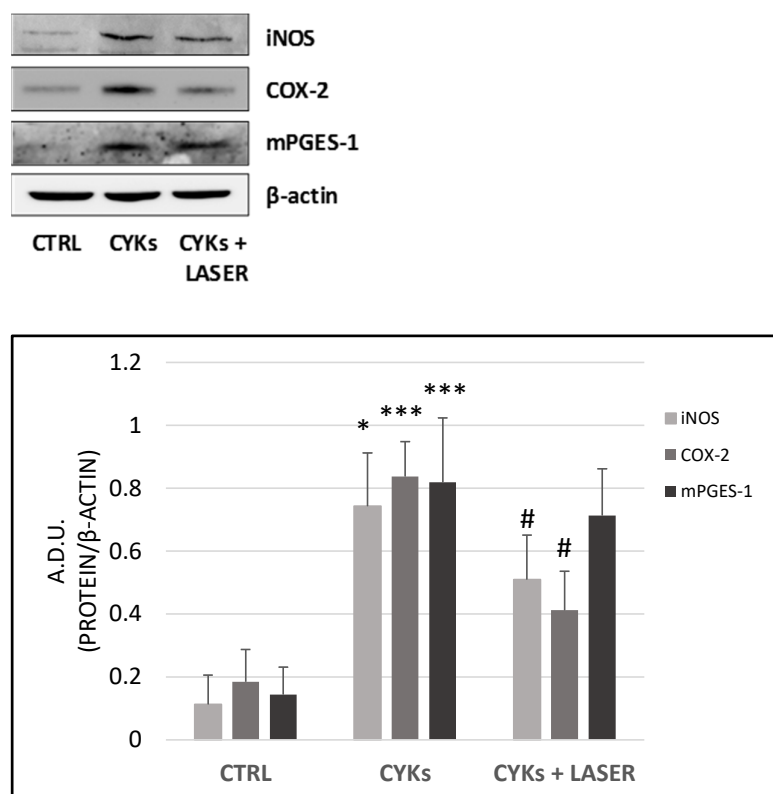 iNOS
COX-2
mPGES-1
β-actin
CTRL CYKs CYKs +
LASER
1.2
1
0.8
0.6
0.4
0.2
0
A.D.U.
(PROTEIN/β-ACTIN)
* *** ***
# #
CTRL CYKs CYKs + LASER
iNOS
COX-2
mPGES-1